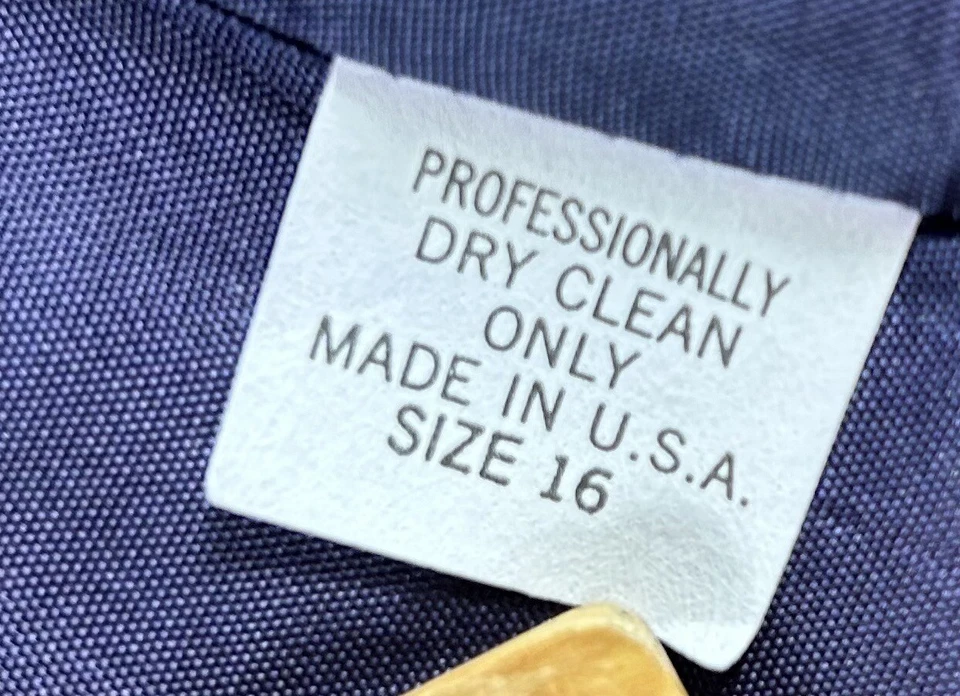 PROFESSIONALLY
DRY CLEAN
ONLY
MADE IN U.S.A.
SIZE 16